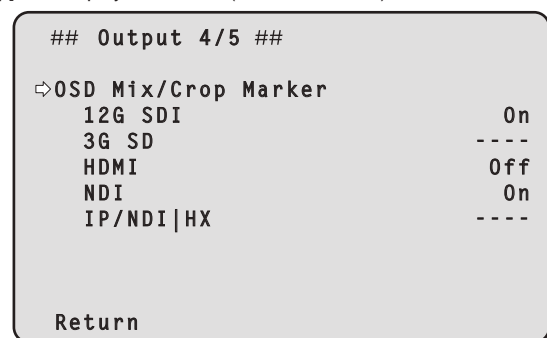 ## Output 4/5 ##
⇨OSD Mix/Crop Marker
12G SDI On
3G SD ----
HDMI Off
NDI On
IP/NDI|HX ----
Return